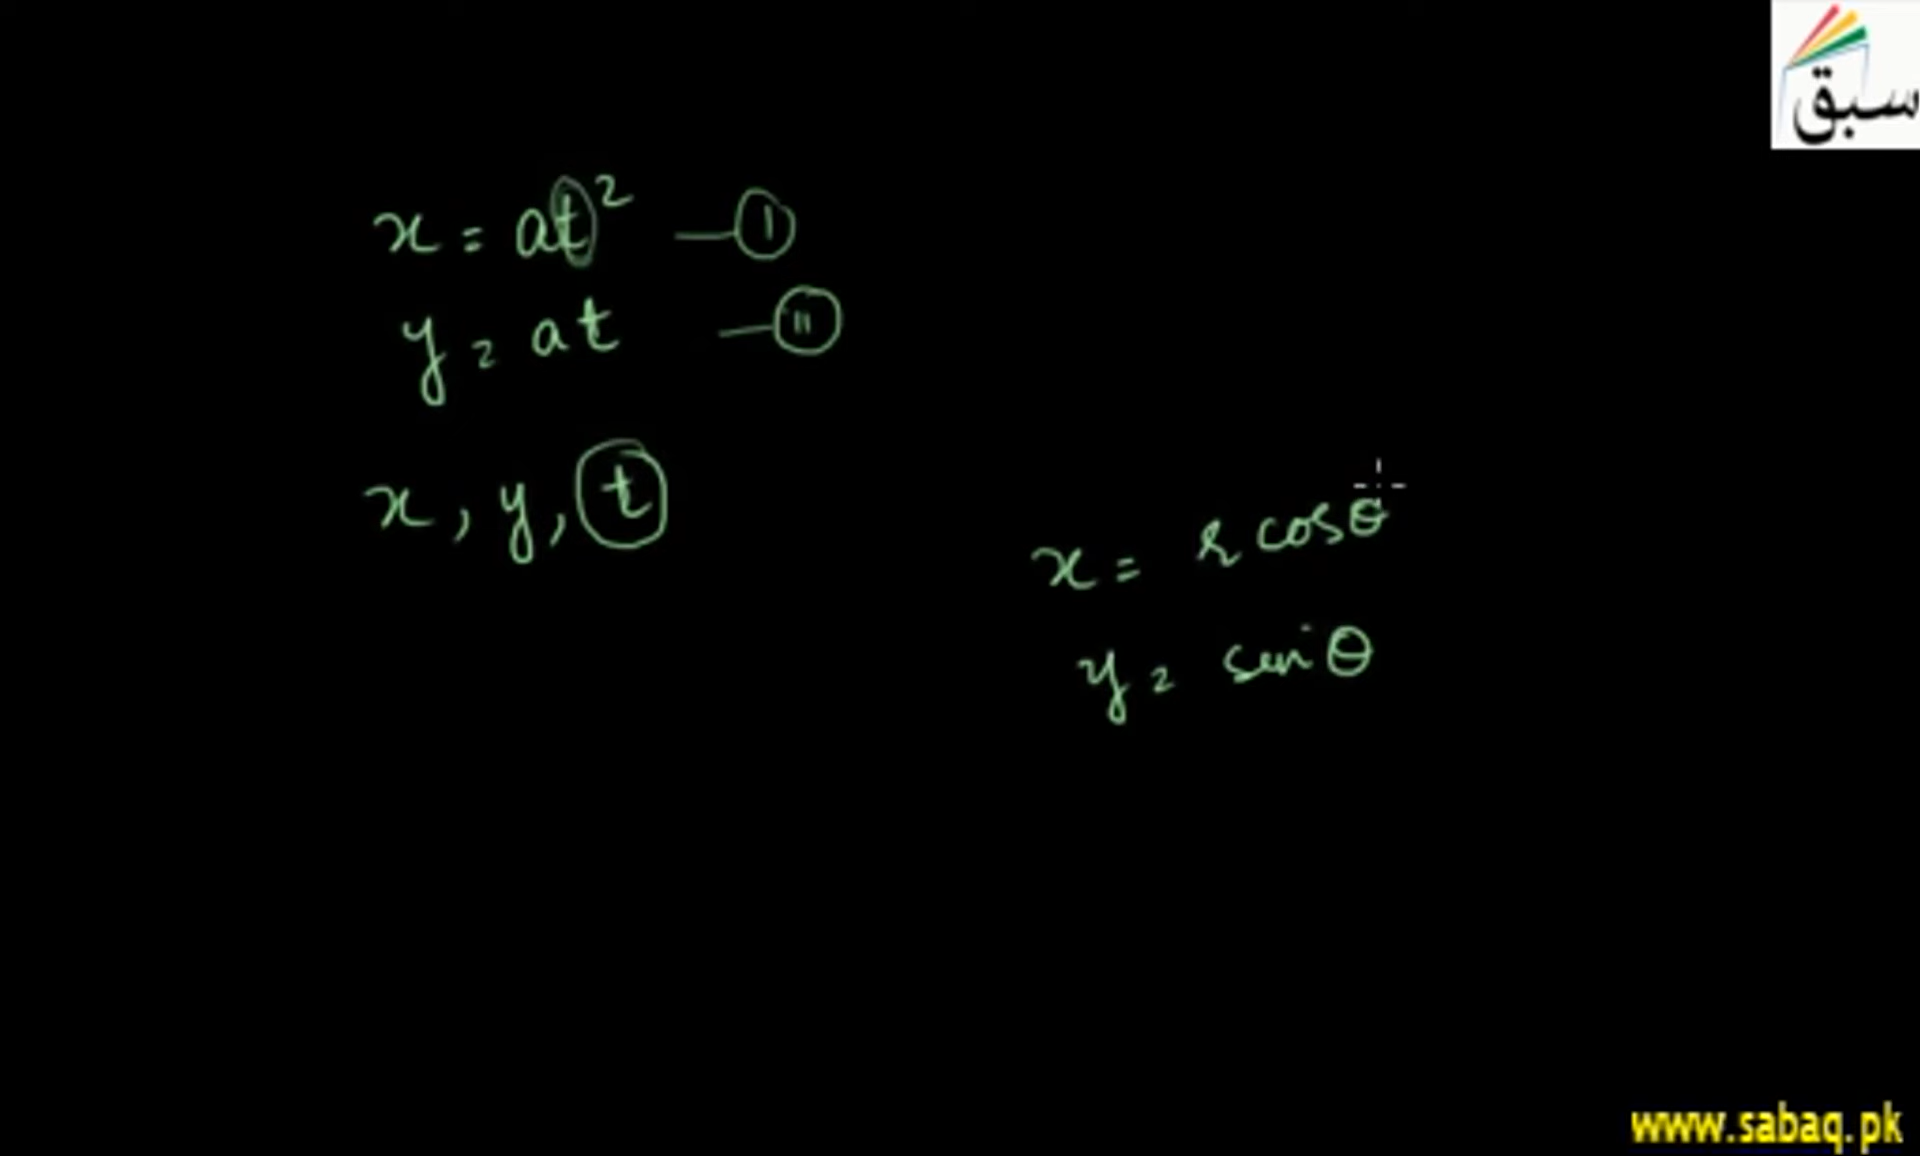 سبق
x = at² — ①
y = at — ⑪
x, y, t
x = r cosθ
y = sinθ
www.sabaq.pk